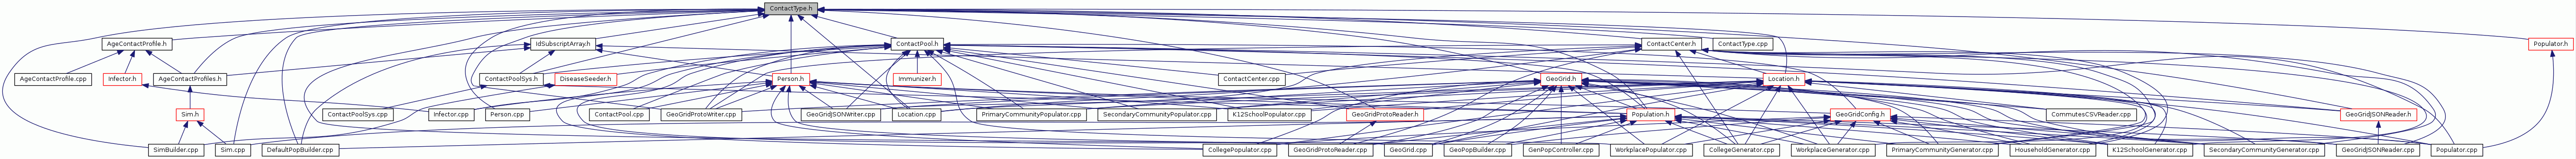 ContactType.h
AgeContactProfile.h
IdSubscriptArray.h
ContactPool.h
ContactCenter.h
ContactType.cpp
Populator.h
AgeContactProfile.cpp
Infector.h
AgeContactProfiles.h
ContactPoolSys.h
DiseaseSeeder.h
Person.h
Immunizer.h
ContactCenter.cpp
GeoGrid.h
Location.h
Sim.h
ContactPoolSys.cpp
Infector.cpp
Person.cpp
ContactPool.cpp
GeoGridProtoWriter.cpp
GeoGridJSONWriter.cpp
Location.cpp
PrimaryCommunityPopulator.cpp
SecondaryCommunityPopulator.cpp
K12SchoolPopulator.cpp
GeoGridProtoReader.h
Population.h
GeoGridConfig.h
CommutesCSVReader.cpp
GeoGridJSONReader.h
SimBuilder.cpp
Sim.cpp
DefaultPopBuilder.cpp
CollegePopulator.cpp
GeoGridProtoReader.cpp
GeoGrid.cpp
GeoPopBuilder.cpp
GenPopController.cpp
WorkplacePopulator.cpp
CollegeGenerator.cpp
WorkplaceGenerator.cpp
PrimaryCommunityGenerator.cpp
HouseholdGenerator.cpp
K12SchoolGenerator.cpp
SecondaryCommunityGenerator.cpp
GeoGridJSONReader.cpp
Populator.cpp